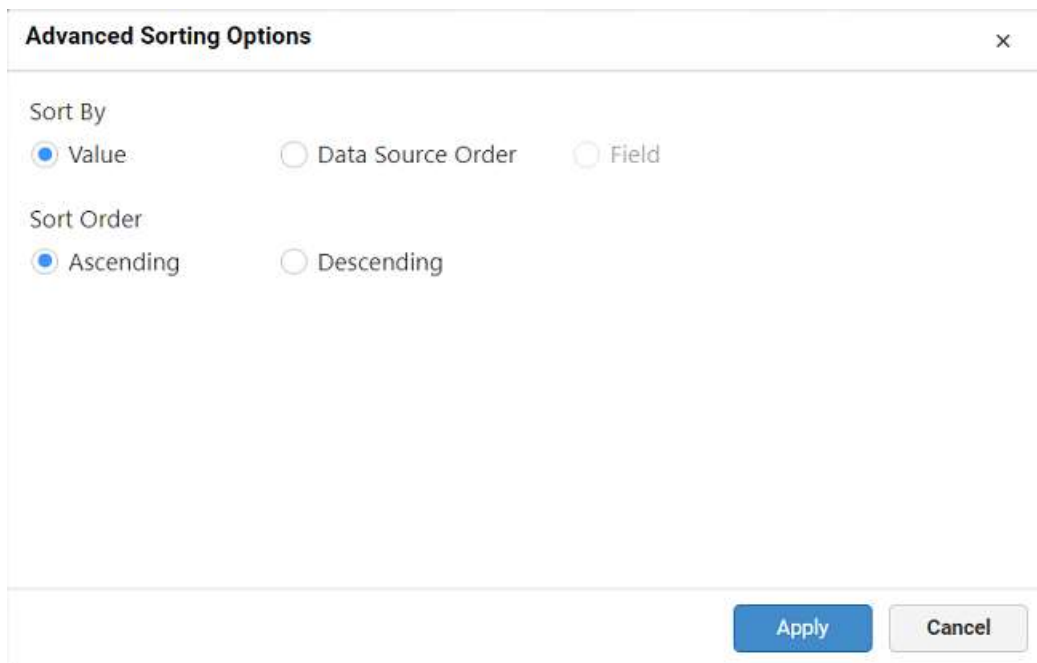 Advanced Sorting Options
Sort By
Value Data Source Order Field
Sort Order
Ascending Descending
Apply Cancel